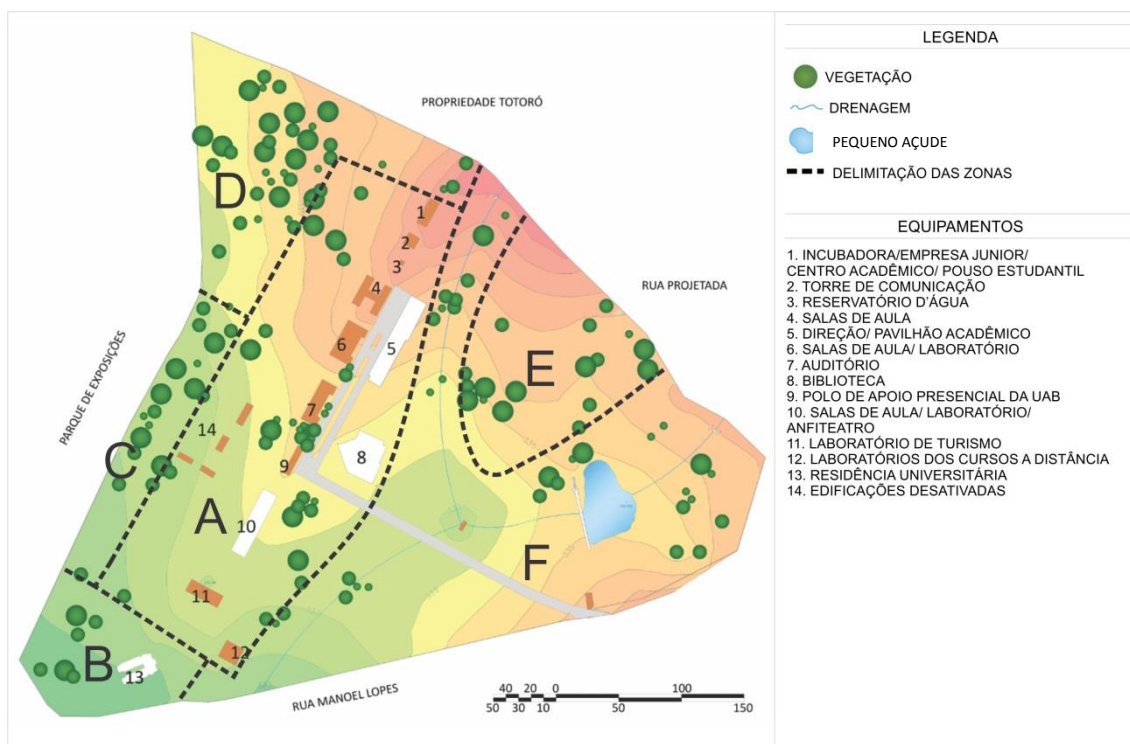 PROPRIEDADE TOTORÓ
RUA PROJETADA
PARQUE DE EXPOSIÇÕES
RUA MANOEL LOPES
D
E
C
A
B
F
1
2
3
4
5
6
7
8
9
10
11
12
13
14
40 20 0 100
50 30 10 50 150
LEGENDA
VEGETAÇÃO
DRENAGEM
PEQUENO AÇUDE
DELIMITAÇÃO DAS ZONAS
EQUIPAMENTOS
1. INCUBADORA/EMPRESA JUNIOR/
CENTRO ACADÊMICO/ POUSO ESTUDANTIL
2. TORRE DE COMUNICAÇÃO
3. RESERVATÓRIO D'ÁGUA
4. SALAS DE AULA
5. DIREÇÃO/ PAVILHÃO ACADÊMICO
6. SALAS DE AULA/ LABORATÓRIO
7. AUDITÓRIO
8. BIBLIOTECA
9. POLO DE APOIO PRESENCIAL DA UAB
10. SALAS DE AULA/ LABORATÓRIO/
ANFITEATRO
11. LABORATÓRIO DE TURISMO
12. LABORATÓRIOS DOS CURSOS A DISTÂNCIA
13. RESIDÊNCIA UNIVERSITÁRIA
14. EDIFICAÇÕES DESATIVADAS